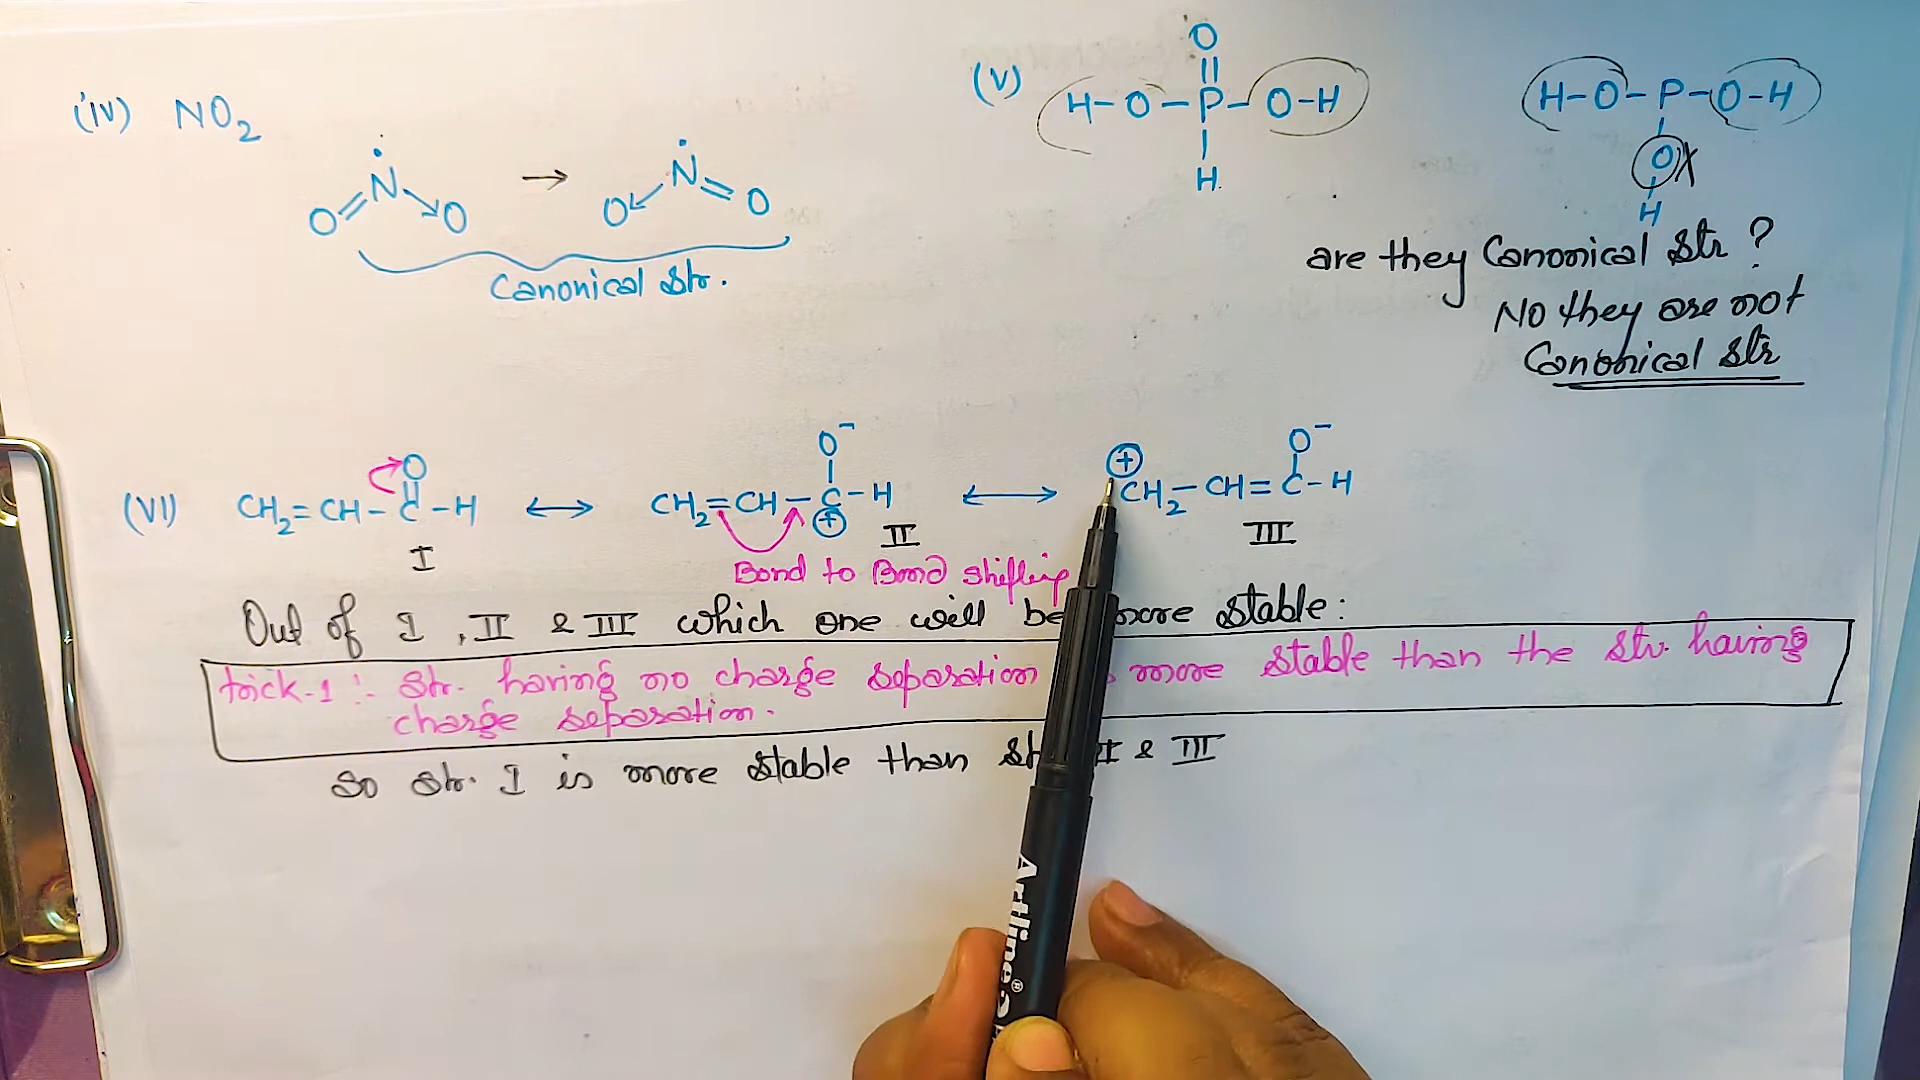 (iv) NO2
O=N→O → O←N=O
Canonical Str.
(V)
O
H-O-P-O-H
H
H-O-P-O-H
O
H
are they Canonical Str?
No they are not
Canonical Str
(VI)
O
CH2=CH-C-H
I
↔
O-
CH2=CH-C-H
+
II
↔
+ O-
CH2-CH=C-H
III
Bond to Bond shifting
Out of I, II & III which one will be more stable:
trick-1:- Str. having no charge separation more stable than the Str. having
charge separation.
So Str. I is more stable than Str II & III
Artline